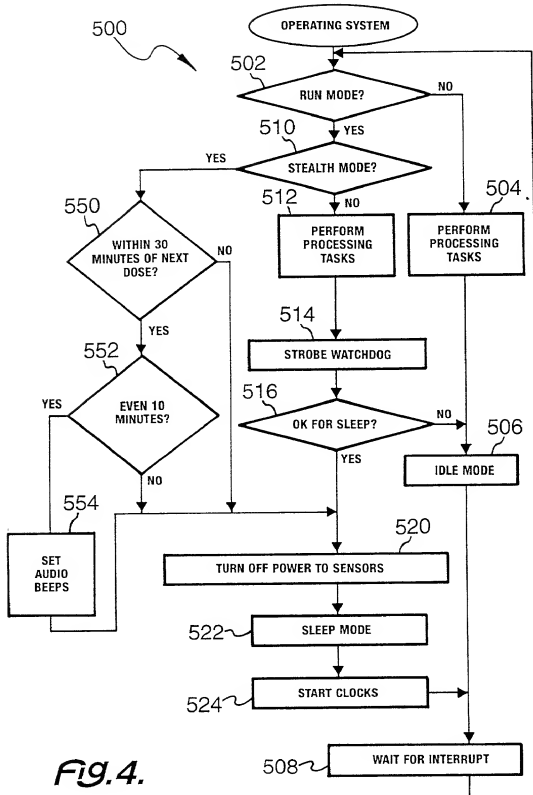 OPERATING SYSTEM
500
502
RUN MODE?
NO
YES
510
STEALTH MODE?
YES
NO
512
PERFORM
PROCESSING
TASKS
504
PERFORM
PROCESSING
TASKS
550
WITHIN 30
MINUTES OF NEXT
DOSE?
NO
YES
514
STROBE WATCHDOG
552
EVEN 10
MINUTES?
YES
NO
516
OK FOR SLEEP?
NO
YES
506
IDLE MODE
554
SET
AUDIO
BEEPS
520
TURN OFF POWER TO SENSORS
522
SLEEP MODE
524
START CLOCKS
508
WAIT FOR INTERRUPT
Fig.4.